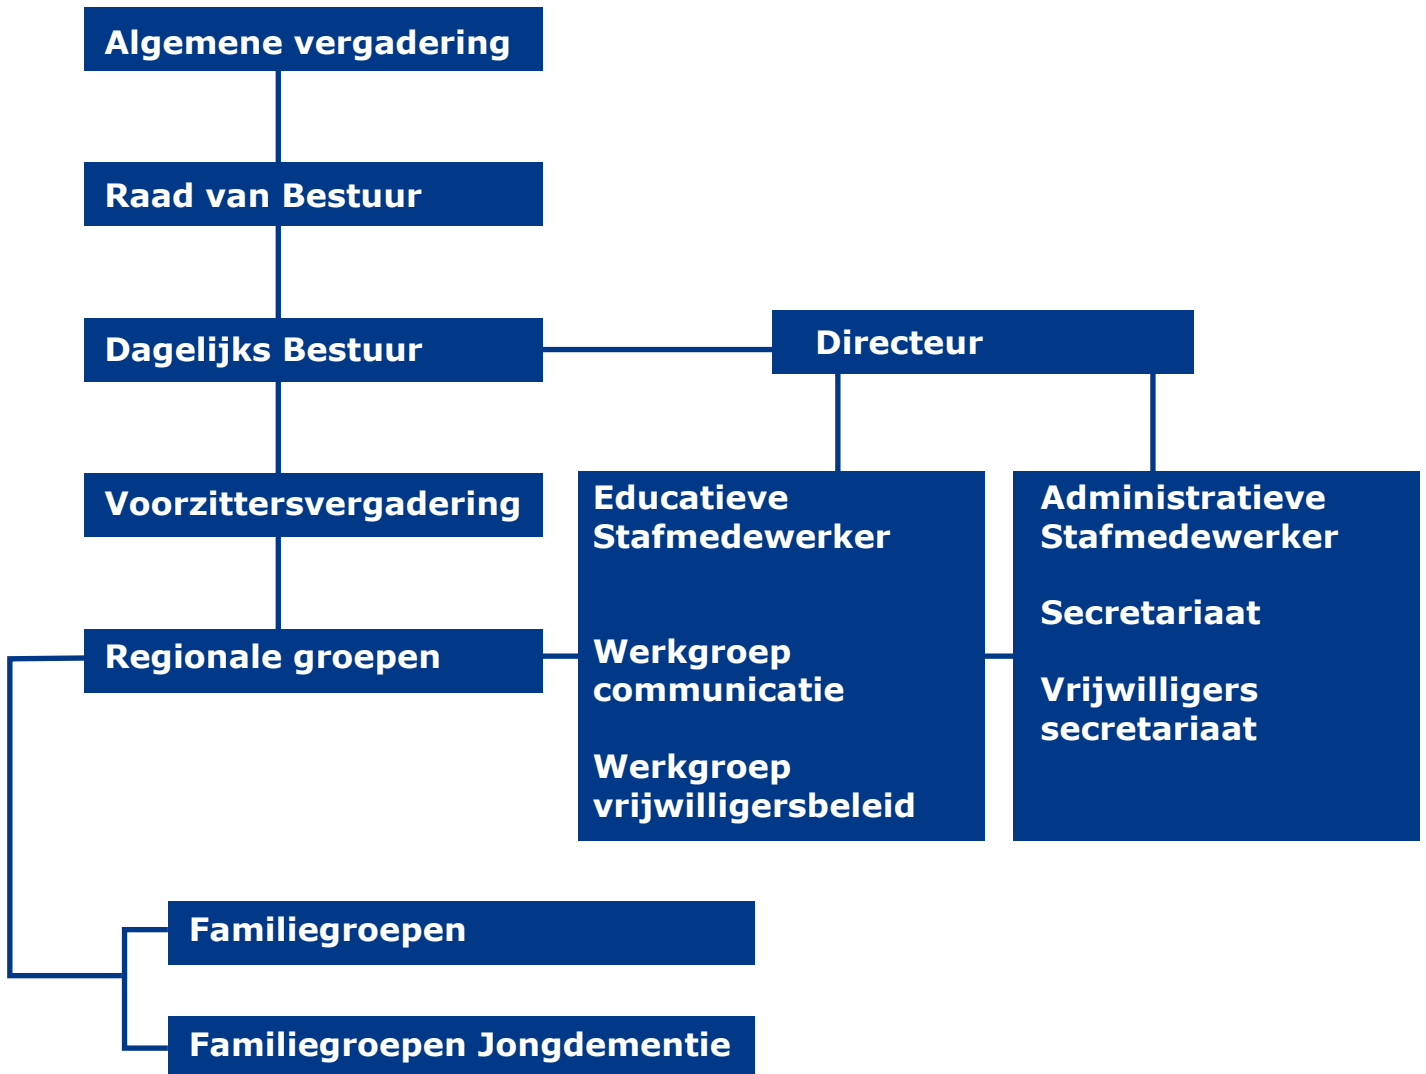 Algemene vergadering
Raad van Bestuur
Dagelijks Bestuur
Directeur
Voorzittersvergadering
Educatieve
Stafmedewerker
Werkgroep
communicatie
Werkgroep
vrijwilligersbeleid
Administratieve
Stafmedewerker
Secretariaat
Vrijwilligers
secretariaat
Regionale groepen
Familiegroepen
Familiegroepen Jongdementie